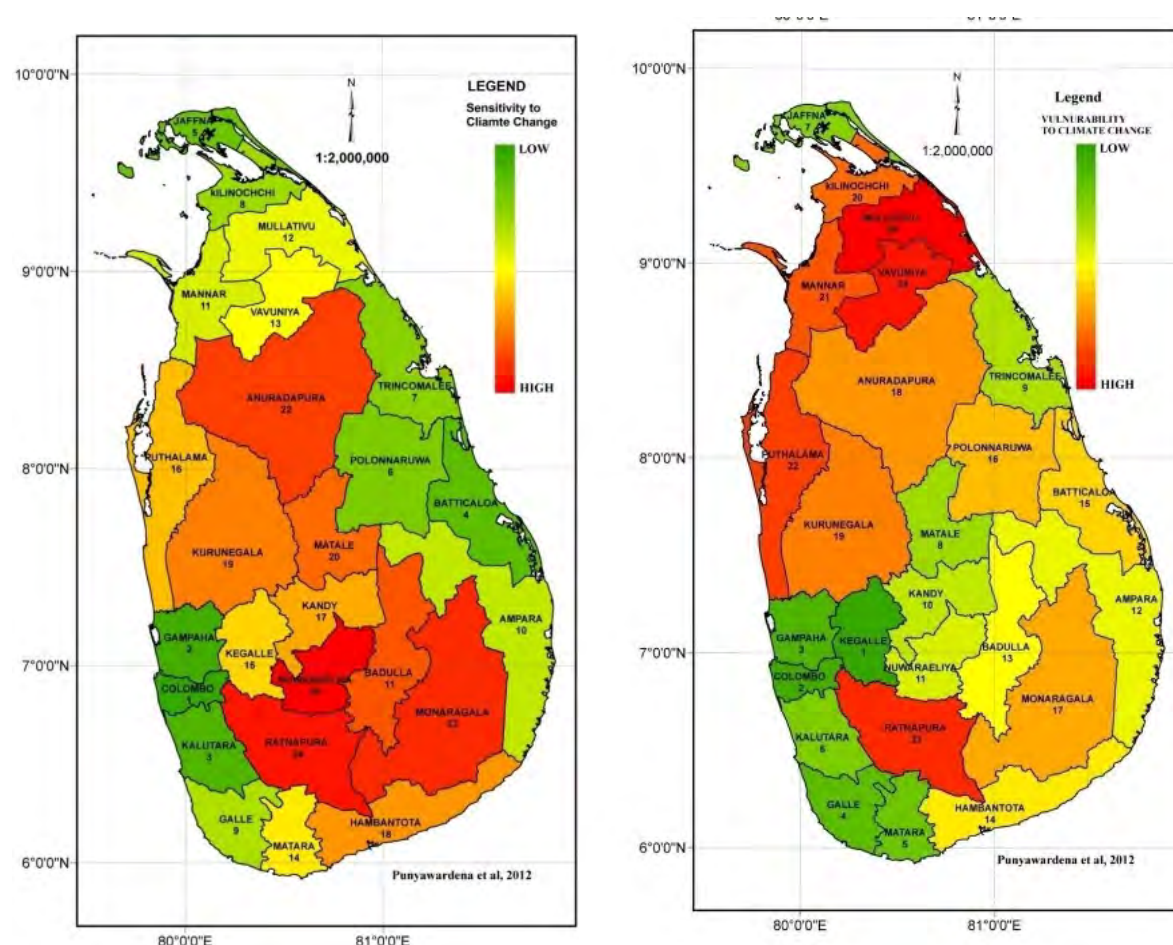 10°0'0"N
9°0'0"N
8°0'0"N
7°0'0"N
6°0'0"N
80°0'0"E
81°0'0"E
N
1:2,000,000
LEGEND
Sensitivity to
Cliamte Change
LOW
HIGH
JAFFNA
5
KILINOCHCHI
8
MULLATIVU
12
MANNAR
11
VAVUNIYA
13
ANURADAPURA
22
TRINCOMALEE
7
PUTHALAMA
16
POLONNARUWA
6
BATTICALOA
4
KURUNEGALA
19
MATALE
20
KANDY
17
AMPARA
10
GAMPAHA
2
KEGALLE
15
COLOMBO
1
BADULLA
11
MONARAGALA
KALUTARA
3
RATNAPURA
GALLE
9
MATARA
14
HAMBANTOTA
18
Punyawardena et al, 2012
10°0'0"N
9°0'0"N
8°0'0"N
7°0'0"N
6°0'0"N
80°0'0"E
81°0'0"E
N
1:2,000,000
Legend
VULNURABILITY
TO CLIMATE CHANGE
LOW
HIGH
JAFFNA
7
KILINOCHCHI
20
MANNAR
21
VAVUNIYA
ANURADAPURA
18
TRINCOMALEE
9
PUTHALAMA
22
POLONNARUWA
16
BATTICALOA
15
KURUNEGALA
19
MATALE
8
KANDY
10
AMPARA
12
GAMPAHA
3
KEGALLE
1
NUWARAELIYA
11
BADULLA
13
COLOMBO
2
MONARAGALA
17
KALUTARA
6
RATNAPURA
23
GALLE
4
MATARA
5
HAMBANTOTA
14
Punyawardena et al, 2012